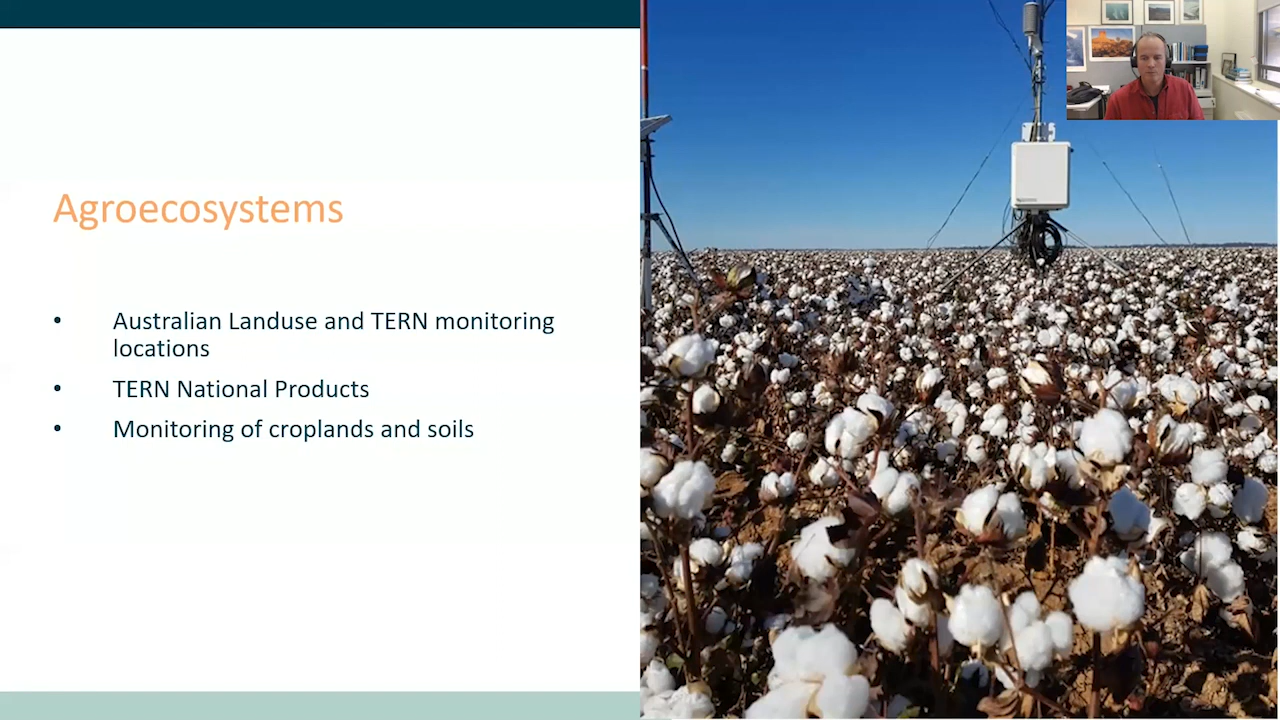 Agroecosystems
• Australian Landuse and TERN monitoring
locations
• TERN National Products
• Monitoring of croplands and soils